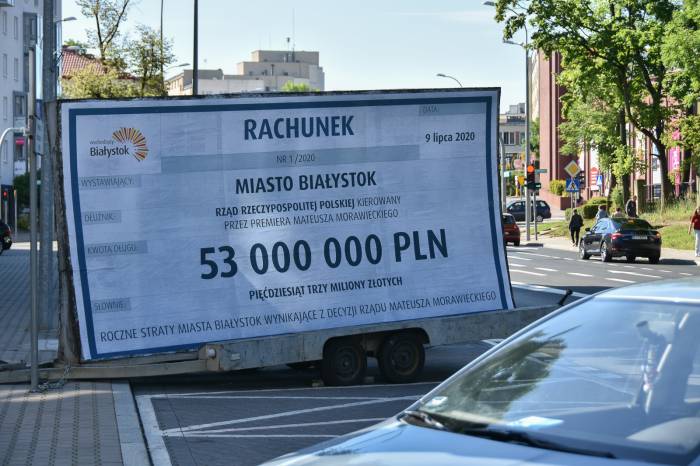 wschodzący
Białystok
RACHUNEK
DATA:
9 lipca 2020
NR 1/2020
WYSTAWIAJĄCY:
MIASTO BIAŁYSTOK
DŁUŻNIK:
RZĄD RZECZYPOSPOLITEJ POLSKIEJ KIEROWANY
PRZEZ PREMIERA MATEUSZA MORAWIECKIEGO
KWOTA DŁUGU:
53 000 000 PLN
SŁOWNIE:
PIĘĆDZIESIĄT TRZY MILIONY ZŁOTYCH
ROCZNE STRATY MIASTA BIAŁYSTOK WYNIKAJĄCE Z DECYZJI RZĄDU MATEUSZA MORAWIECKIEGO